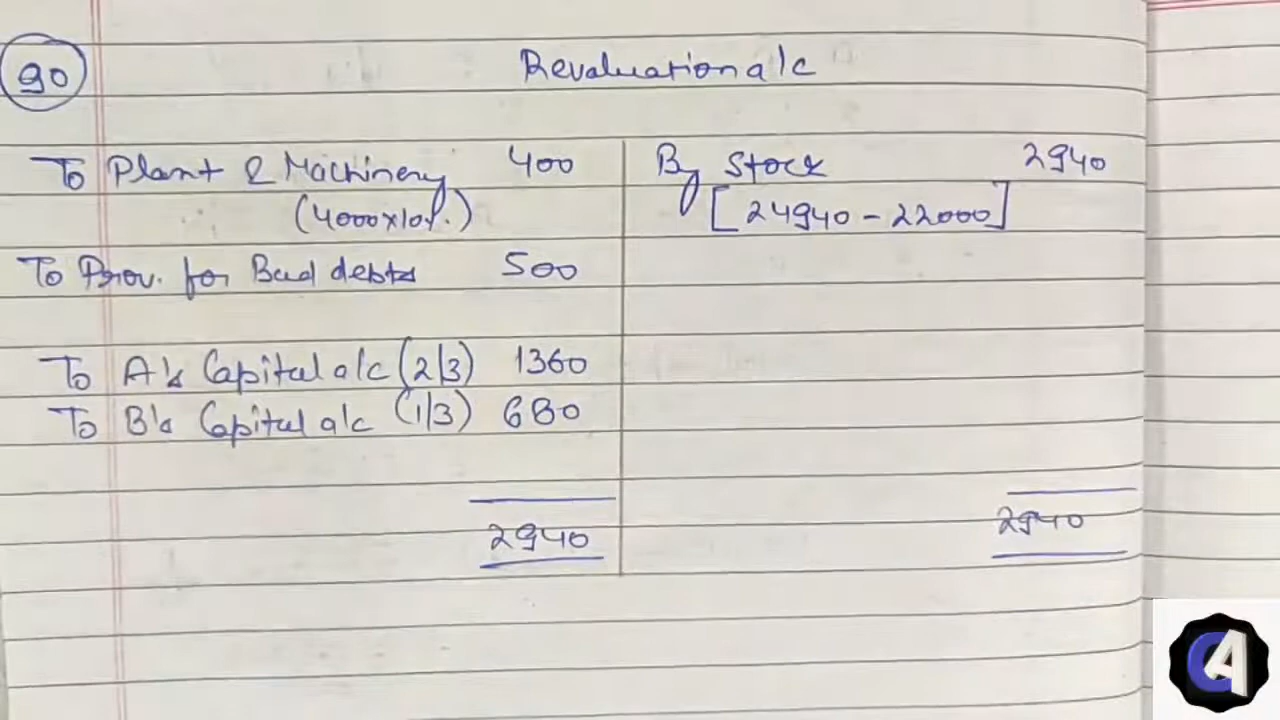 90
Revaluation a/c
To Plant & Machinery 400
(4000x10%.)
To Prov. for Bad debts 500
To A's Capital a/c (2/3) 1360
To B's Capital a/c (1/3) 680
2940
By Stock 2940
[24940-22000]
2940
CA